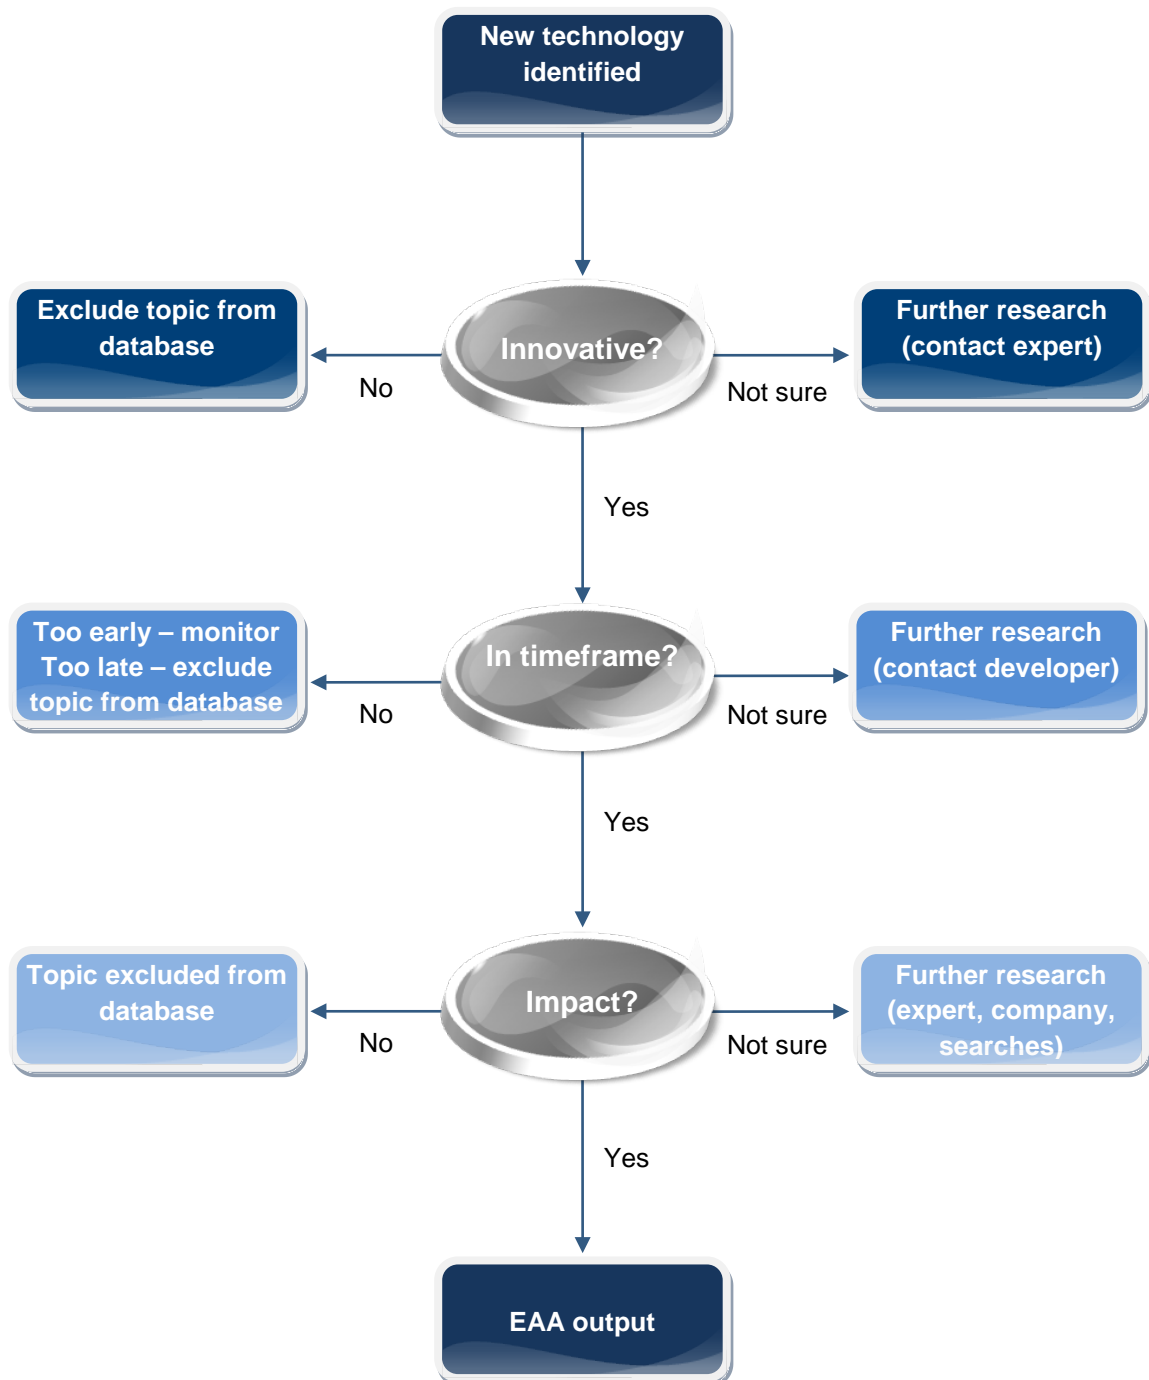 New technology
identified
Exclude topic from
database
Innovative?
Further research
(contact expert)
No
Not sure
Yes
Too early – monitor
Too late – exclude
topic from database
In timeframe?
Further research
(contact developer)
No
Not sure
Yes
Topic excluded from
database
Impact?
Further research
(expert, company,
searches)
No
Not sure
Yes
EAA output